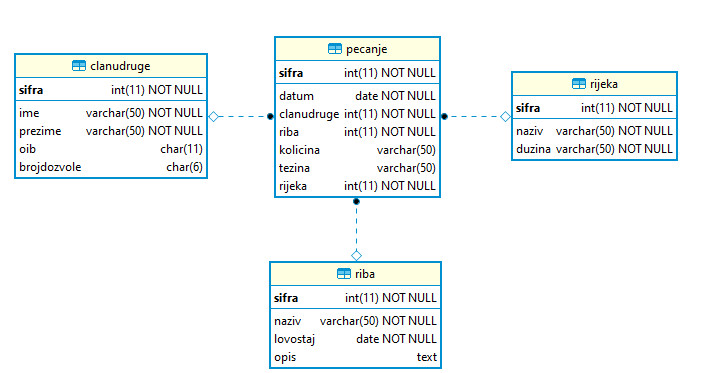 clanudruge
sifra int(11) NOT NULL
ime varchar(50) NOT NULL
prezime varchar(50) NOT NULL
oib char(11)
brojdozvole char(6)
pecanje
sifra int(11) NOT NULL
datum date NOT NULL
clanudruge int(11) NOT NULL
riba int(11) NOT NULL
kolicina varchar(50)
tezina varchar(50)
rijeka int(11) NOT NULL
rijeka
sifra int(11) NOT NULL
naziv varchar(50) NOT NULL
duzina varchar(50) NOT NULL
riba
sifra int(11) NOT NULL
naziv varchar(50) NOT NULL
lovostaj date NOT NULL
opis text